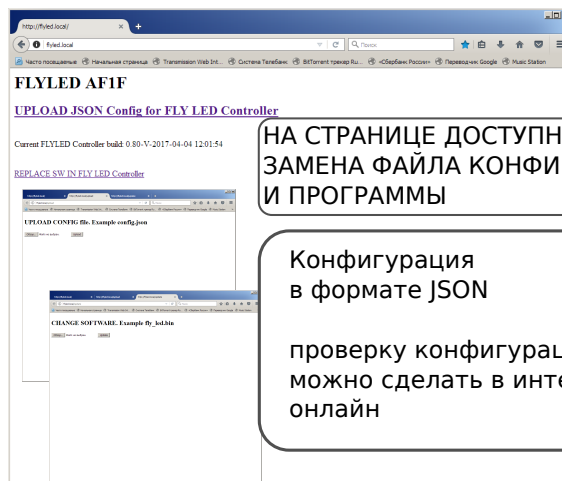 http://flyled.local/
flyled.local
Поиск
Часто посещаемые Начальная страница Transmission Web Int... Система Телебанк BitTorrent трекер Ru... «Сбербанк России» Переводчик Google Music Station
FLYLED AF1F
UPLOAD JSON Config for FLY LED Controller
Current FLYLED Controller build: 0.80-V-2017-04-04 12:01:54
REPLACE SW IN FLY LED Controller
UPLOAD CONFIG file. Example config.json
CHANGE SOFTWARE. Example fly_led.bin
НА СТРАНИЦЕ ДОСТУПН
ЗАМЕНА ФАЙЛА КОНФИ
И ПРОГРАММЫ
Конфигурация
в формате JSON
проверку конфигурац
можно сделать в инте
онлайн